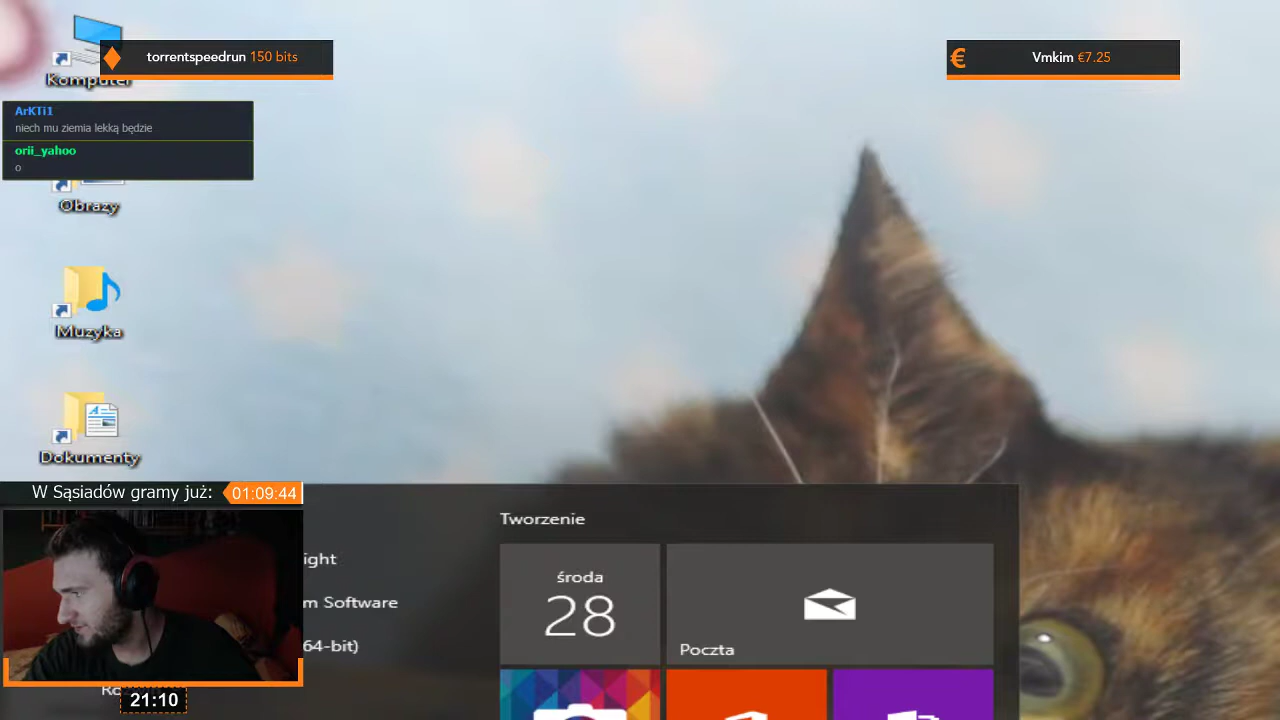 Komputer
torrentspeedrun 150 bits
Vmkim €7.25
ArKTi1
niech mu ziemia lekką będzie
orii_yahoo
o
Obrazy
Muzyka
Dokumenty
W Sąsiadów gramy już: 01:09:44
Tworzenie
ight
m Software
64-bit)
środa
28
Poczta
21:10